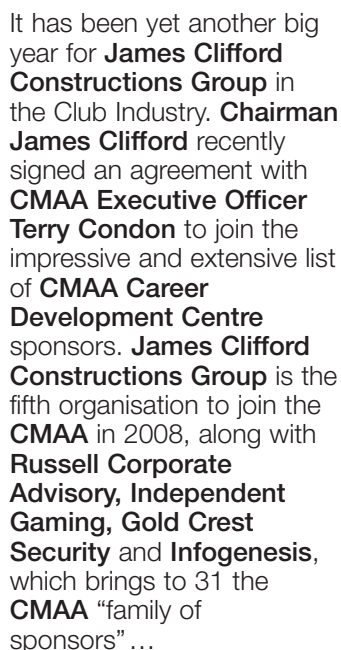 It has been yet another big
year for James Clifford
Constructions Group in
the Club Industry. Chairman
James Clifford recently
signed an agreement with
CMAA Executive Officer
Terry Condon to join the
impressive and extensive list
of CMAA Career
Development Centre
sponsors. James Clifford
Constructions Group is the
fifth organisation to join the
CMAA in 2008, along with
Russell Corporate
Advisory, Independent
Gaming, Gold Crest
Security and Infogenesis,
which brings to 31 the
CMAA “family of
sponsors”…